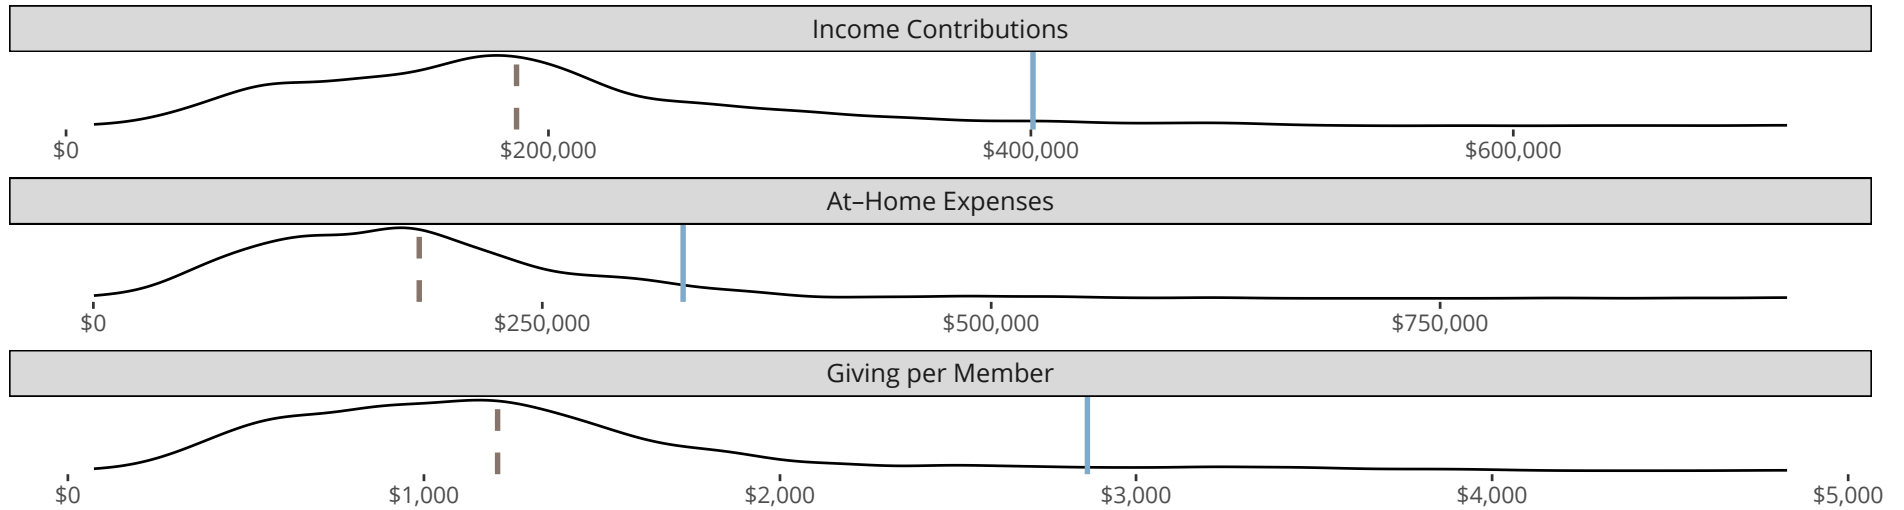 Income Contributions
$0 $200,000 $400,000 $600,000
At–Home Expenses
$0 $250,000 $500,000 $750,000
Giving per Member
$0 $1,000 $2,000 $3,000 $4,000 $5,000